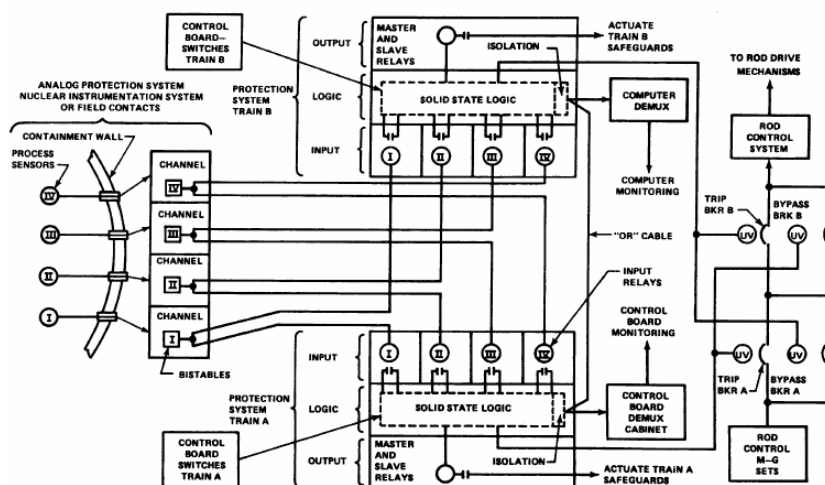 CONTROL
BOARD—
SWITCHES
TRAIN B
OUTPUT
MASTER
AND
SLAVE
RELAYS
ISOLATION
ACTUATE TRAIN B
SAFEGUARDS
TO ROD DRIVE
MECHANISMS
ANALOG PROTECTION SYSTEM
NUCLEAR INSTRUMENTATION SYSTEM
OR FIELD CONTACTS
PROTECTION
SYSTEM
TRAIN B
LOGIC
SOLID STATE LOGIC
COMPUTER
DEMUX
CONTAINMENT WALL
PROCESS
SENSORS
INPUT
I
II
III
IV
COMPUTER
MONITORING
ROD
CONTROL
SYSTEM
CHANNEL
IV
IV
TRIP
BKR B
BYPASS
BRK B
CHANNEL
III
III
"OR" CABLE
UV
UV
CHANNEL
II
II
INPUT
RELAYS
CHANNEL
I
I
CONTROL
BOARD
MONITORING
BISTABLES
INPUT
I
II
III
IV
UV
UV
TRIP
BKR A
BYPASS
BKR A
PROTECTION
SYSTEM
TRAIN A
LOGIC
SOLID STATE LOGIC
CONTROL
BOARD
DEMUX
CABINET
CONTROL
BOARD
SWITCHES
TRAIN A
OUTPUT
MASTER
AND
SLAVE
RELAYS
ISOLATION
ACTUATE TRAIN A
SAFEGUARDS
ROD
CONTROL
M-G
SETS